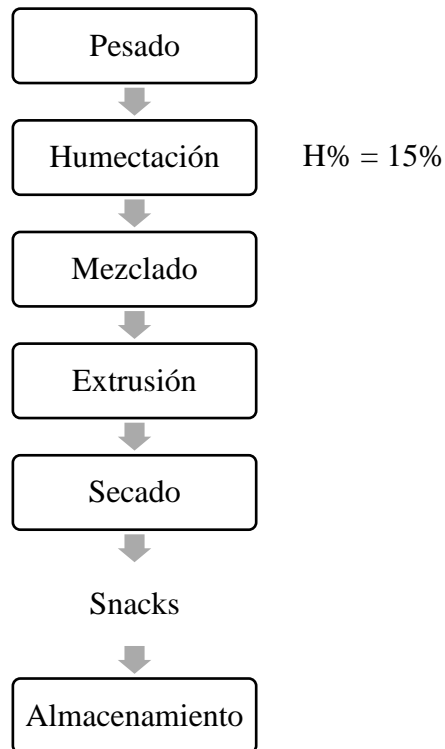 Pesado
Humectación
H% = 15%
Mezclado
Extrusión
Secado
Snacks
Almacenamiento